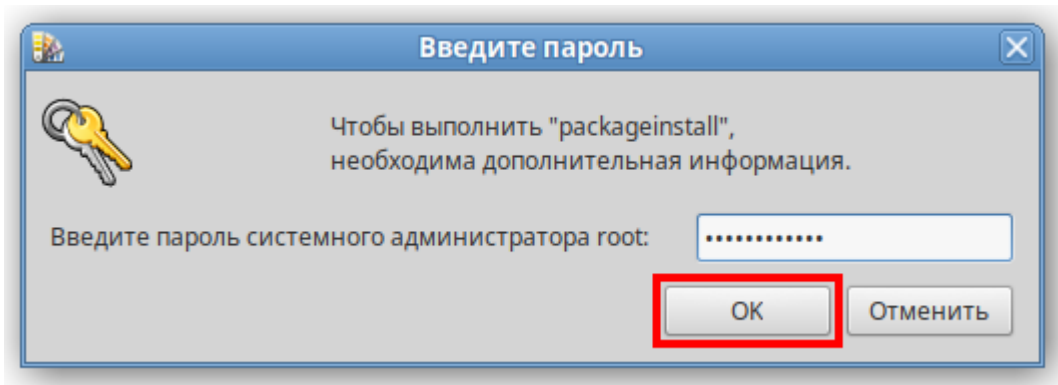 Введите пароль
Чтобы выполнить "packageinstall",
необходима дополнительная информация.
Введите пароль системного администратора root: ••••••••••••
OK
Отменить